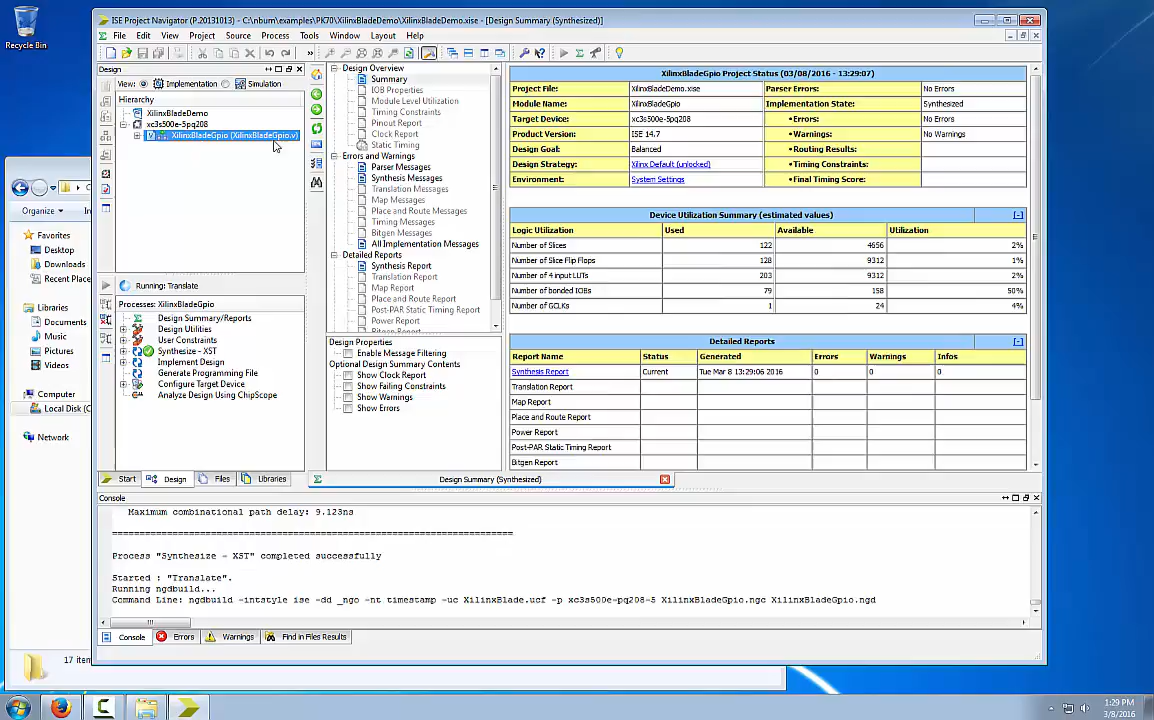 Recycle Bin
ISE Project Navigator (P.20131013) - C:\nbum\examples\PK70\XilinxBladeDemo\XilinxBladeDemo.xise - [Design Summary (Synthesized)]
File Edit View Project Source Process Tools Window Layout Help
Design
View: Implementation Simulation
Hierarchy
XilinxBladeDemo
xc3s500e-5pq208
XilinxBladeGpio (XilinxBladeGpio.v)
Running: Translate
Processes: XilinxBladeGpio
Design Summary/Reports
Design Utilities
User Constraints
Synthesize - XST
Implement Design
Generate Programming File
Configure Target Device
Analyze Design Using ChipScope
Start Design Files Libraries
Design Overview
Summary
IOB Properties
Module Level Utilization
Timing Constraints
Pinout Report
Clock Report
Static Timing
Errors and Warnings
Parser Messages
Synthesis Messages
Translation Messages
Map Messages
Place and Route Messages
Timing Messages
Bitgen Messages
All Implementation Messages
Detailed Reports
Synthesis Report
Translation Report
Map Report
Place and Route Report
Post-PAR Static Timing Report
Power Report
Bitgen Report
Design Properties
Enable Message Filtering
Optional Design Summary Contents
Show Clock Report
Show Failing Constraints
Show Warnings
Show Errors
XilinxBladeGpio Project Status (03/08/2016 - 13:29:07)
Project File: XilinxBladeDemo.xise Parser Errors: No Errors
Module Name: XilinxBladeGpio Implementation State: Synthesized
Target Device: xc3s500e-5pq208 •Errors: No Errors
Product Version: ISE 14.7 •Warnings: No Warnings
Design Goal: Balanced •Routing Results:
Design Strategy: Xilinx Default (unlocked) •Timing Constraints:
Environment: System Settings •Final Timing Score:
Device Utilization Summary (estimated values) [-]
Logic Utilization Used Available Utilization
Number of Slices 122 4656 2%
Number of Slice Flip Flops 128 9312 1%
Number of 4 input LUTs 203 9312 2%
Number of bonded IOBs 79 158 50%
Number of GCLKs 1 24 4%
Detailed Reports [-]
Report Name Status Generated Errors Warnings Infos
Synthesis Report Current Tue Mar 8 13:29:06 2016 0 0 0
Translation Report
Map Report
Place and Route Report
Power Report
Post-PAR Static Timing Report
Bitgen Report
Design Summary (Synthesized)
Console
Maximum combinational path delay: 9.123ns
Process "Synthesize - XST" completed successfully
Started : "Translate".
Running ngdbuild...
Command Line: ngdbuild -intstyle ise -dd _ngo -nt timestamp -uc XilinxBlade.ucf -p xc3s500e-pq208-5 XilinxBladeGpio.ngc XilinxBladeGpio.ngd
Console Errors Warnings Find in Files Results
Organize
Favorites
Desktop
Downloads
Recent Place
Libraries
Documents
Music
Pictures
Videos
Computer
Local Disk (C
Network
17 item
1:29 PM
3/8/2016